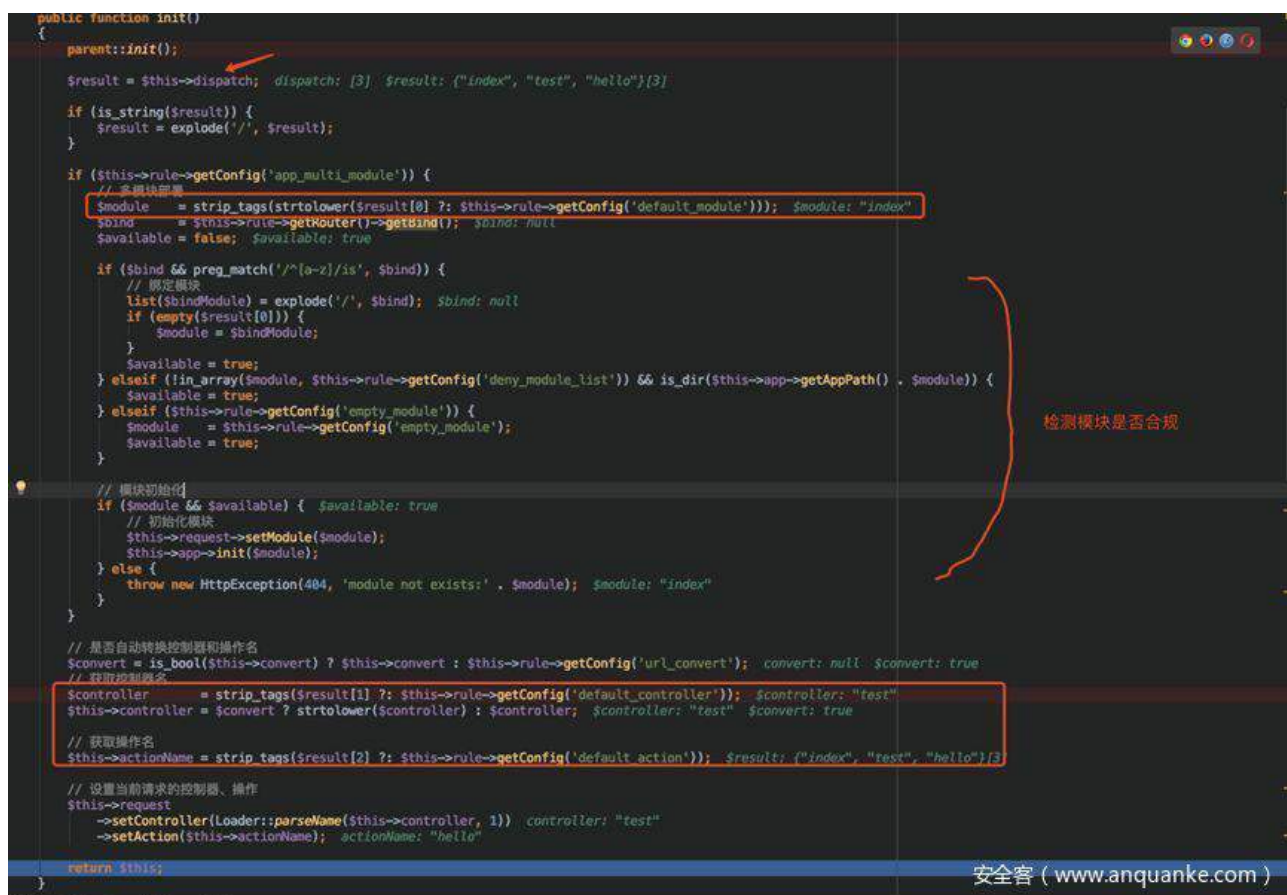 public function init()
{
parent::init();
$result = $this->dispatch; dispatch: [3] $result: {"index", "test", "hello"}[3]
if (is_string($result)) {
$result = explode('/', $result);
}
if ($this->rule->getConfig('app_multi_module')) {
// 多模块部署
$module = strip_tags(strtolower($result[0] ?: $this->rule->getConfig('default_module'))); $module: "index"
$bind = $this->rule->getRouter()->getBind(); $bind: null
$available = false; $available: true
if ($bind && preg_match('/^[a-z]/is', $bind)) {
// 绑定模块
list($bindModule) = explode('/', $bind); $bind: null
if (empty($result[0])) {
$module = $bindModule;
}
$available = true;
} elseif (!in_array($module, $this->rule->getConfig('deny_module_list')) && is_dir($this->app->getAppPath() . $module)) {
$available = true;
} elseif ($this->rule->getConfig('empty_module')) {
$module = $this->rule->getConfig('empty_module');
$available = true;
}
检测模块是否合规
// 模块初始化
if ($module && $available) { $available: true
// 初始化模块
$this->request->setModule($module);
$this->app->init($module);
} else {
throw new HttpException(404, 'module not exists:' . $module); $module: "index"
}
}
// 是否自动转换控制器和操作名
$convert = is_bool($this->convert) ? $this->convert : $this->rule->getConfig('url_convert'); convert: null $convert: true
// 获取控制器名
$controller = strip_tags($result[1] ?: $this->rule->getConfig('default_controller')); $controller: "test"
$this->controller = $convert ? strtolower($controller) : $controller; $controller: "test" $convert: true
// 获取操作名
$this->actionName = strip_tags($result[2] ?: $this->rule->getConfig('default_action')); $result: {"index", "test", "hello"}[3]
// 设置当前请求的控制器、操作
$this->request
->setController(Loader::parseName($this->controller, 1)) controller: "test"
->setAction($this->actionName); actionName: "hello"
return $this;
}
安全客 ( www.anquanke.com )